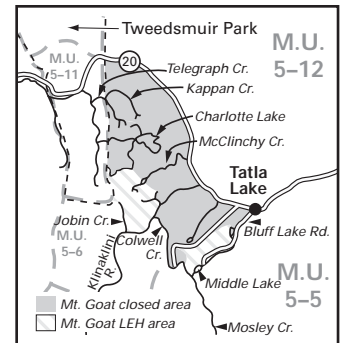 Tweedsmuir Park
M.U.
5–12
M.U.
5–11
20
Telegraph Cr.
Kappan Cr.
Charlotte Lake
McClinchy Cr.
Tatla
Lake
Jobin Cr.
M.U.
5–6
Klinaklini
R.
Colwell
Cr.
Bluff Lake Rd.
Middle Lake
M.U.
5–5
Mosley Cr.
Mt. Goat closed area
Mt. Goat LEH area